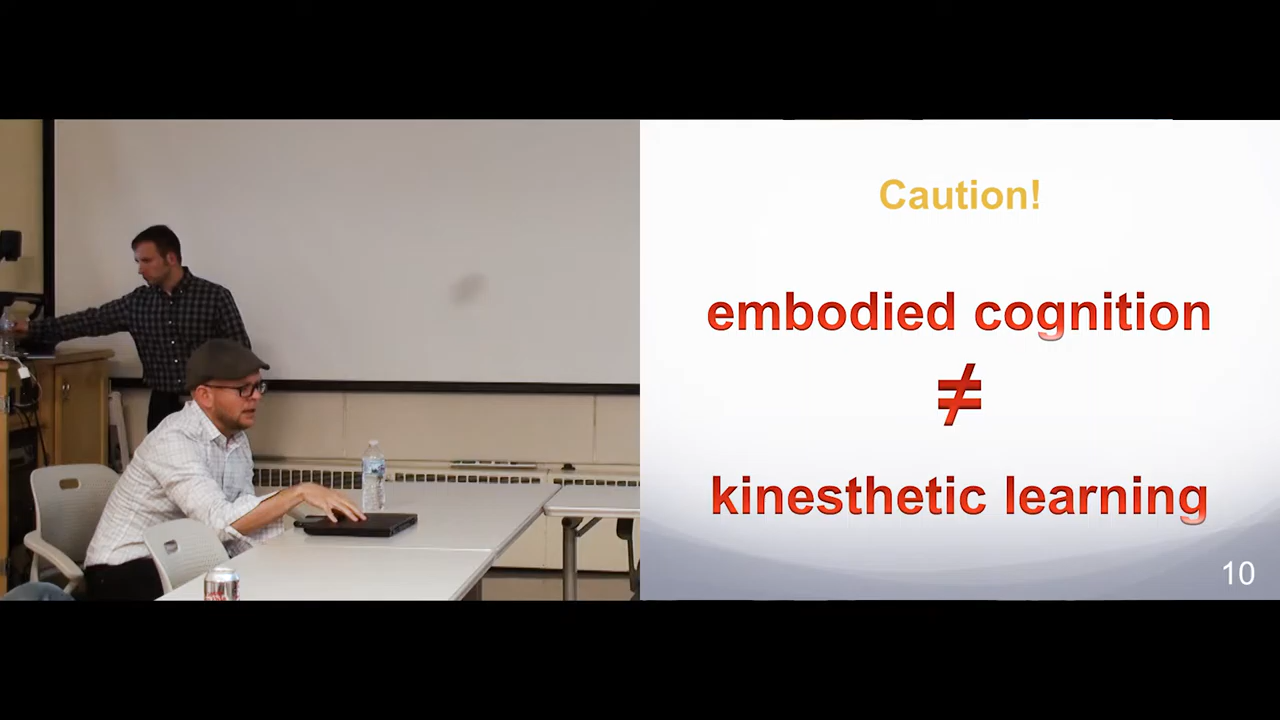 Caution!
embodied cognition
≠
kinesthetic learning
10